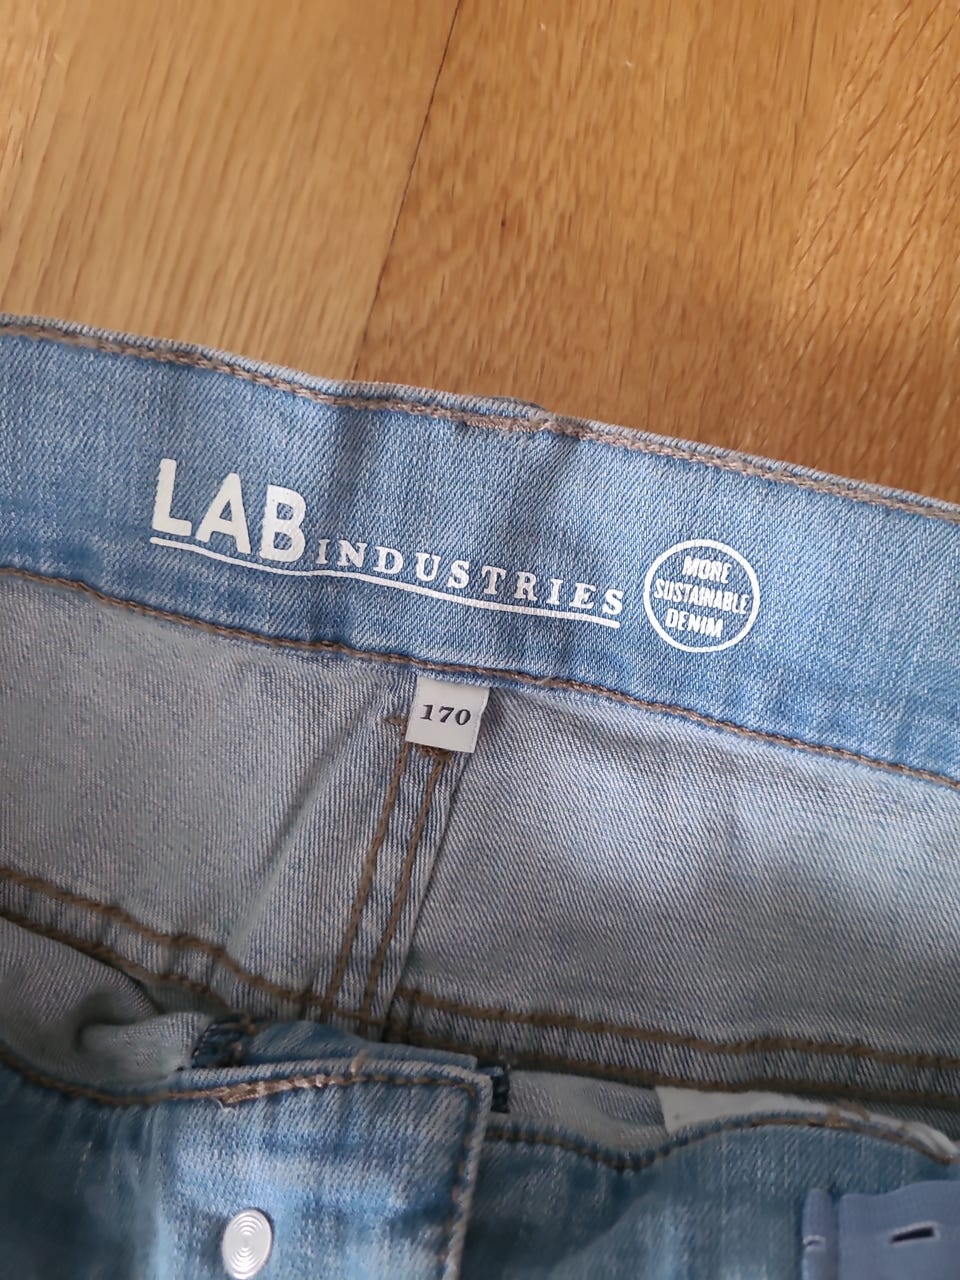 LAB INDUSTRIES
MORE
SUSTAINABLE
DENIM
170